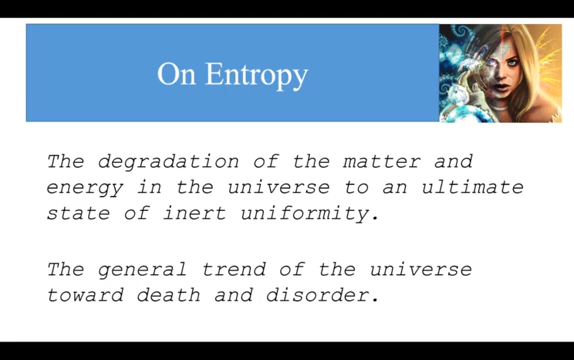 On Entropy
The degradation of the matter and
energy in the universe to an ultimate
state of inert uniformity.
The general trend of the universe
toward death and disorder.